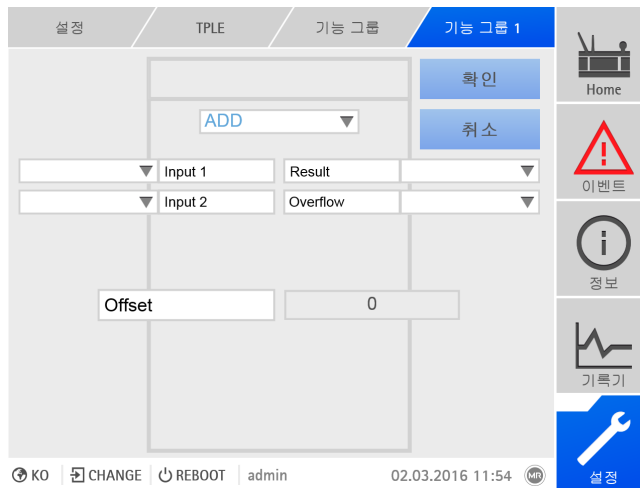 설정 TPLE 기능 그룹 기능 그룹 1
확인
Home
ADD
취소
Input 1 Result
이벤트
Input 2 Overflow
정보
Offset 0
기록기
KO CHANGE REBOOT admin 02.03.2016 11:54 MR
설정